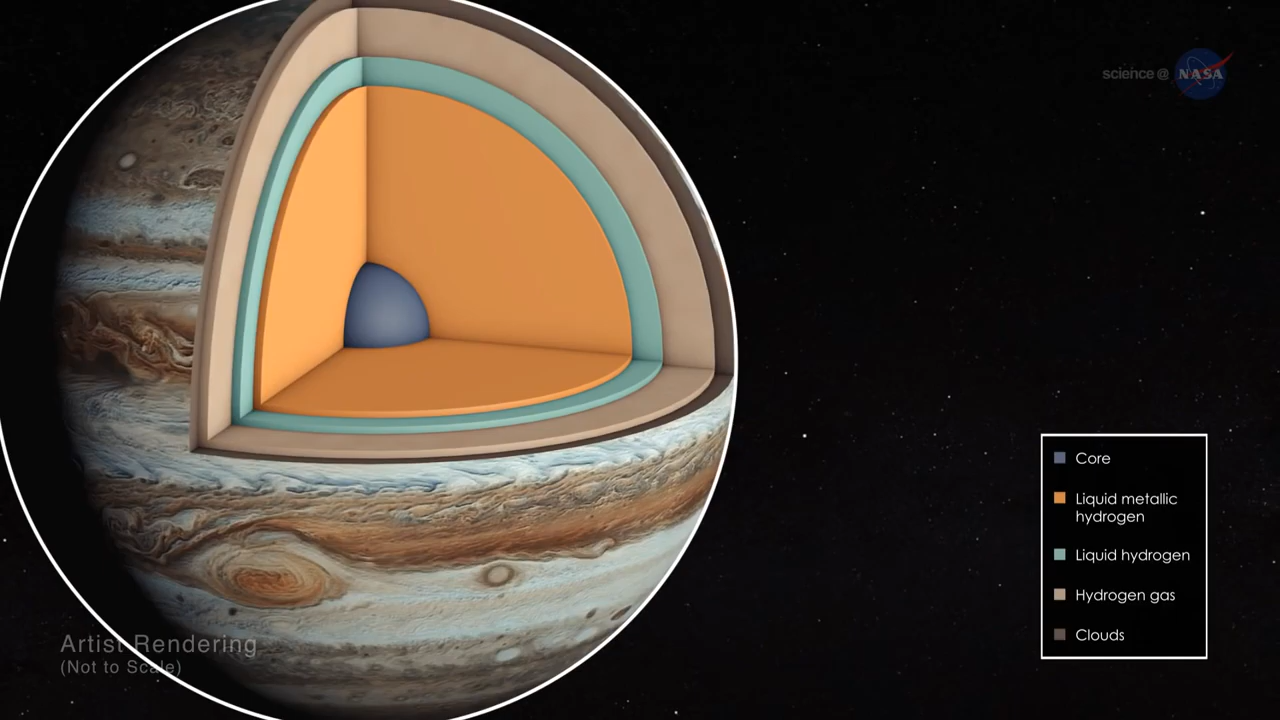 science@ NASA
Core
Liquid metallic
hydrogen
Liquid hydrogen
Hydrogen gas
Clouds
Artist Rendering
(Not to Scale)